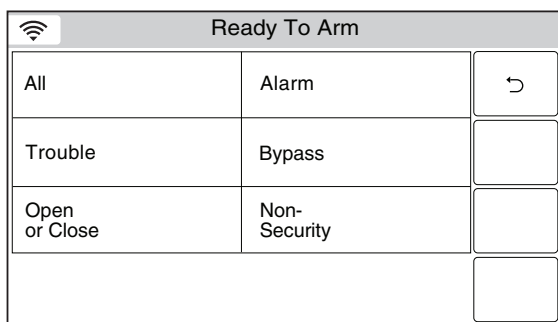 Ready To Arm
All
Alarm
Trouble
Bypass
Open
or Close
Non-
Security